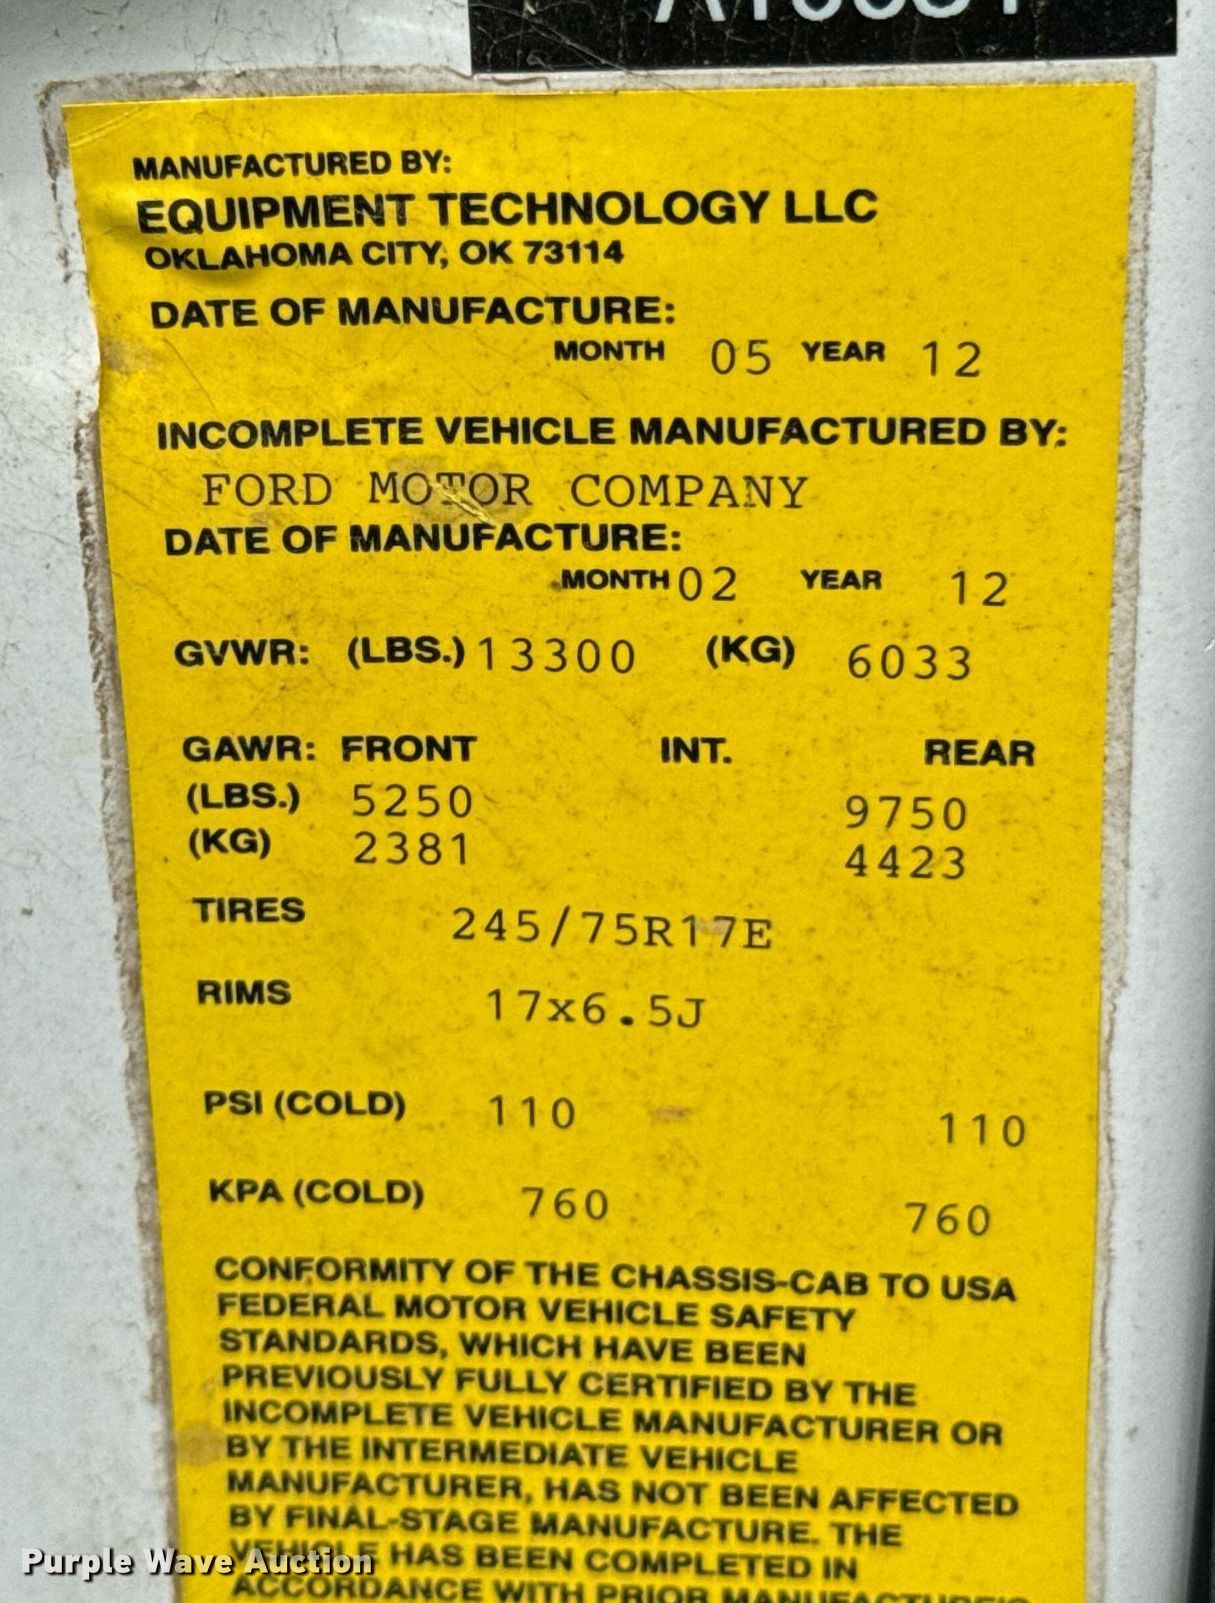 MANUFACTURED BY:
EQUIPMENT TECHNOLOGY LLC
OKLAHOMA CITY, OK 73114
DATE OF MANUFACTURE:
MONTH 05 YEAR 12
INCOMPLETE VEHICLE MANUFACTURED BY:
FORD MOTOR COMPANY
DATE OF MANUFACTURE:
MONTH 02 YEAR 12
GVWR: (LBS.) 13300 (KG) 6033
GAWR: FRONT INT. REAR
(LBS.) 5250 9750
(KG) 2381 4423
TIRES 245/75R17E
RIMS 17x6.5J
PSI (COLD) 110 110
KPA (COLD) 760 760
CONFORMITY OF THE CHASSIS-CAB TO USA
FEDERAL MOTOR VEHICLE SAFETY
STANDARDS, WHICH HAVE BEEN
PREVIOUSLY FULLY CERTIFIED BY THE
INCOMPLETE VEHICLE MANUFACTURER OR
BY THE INTERMEDIATE VEHICLE
MANUFACTURER, HAS NOT BEEN AFFECTED
BY FINAL-STAGE MANUFACTURE. THE
VEHICLE HAS BEEN COMPLETED IN
ACCORDANCE WITH PRIOR MANUFACTURE'S
Purple Wave Auction